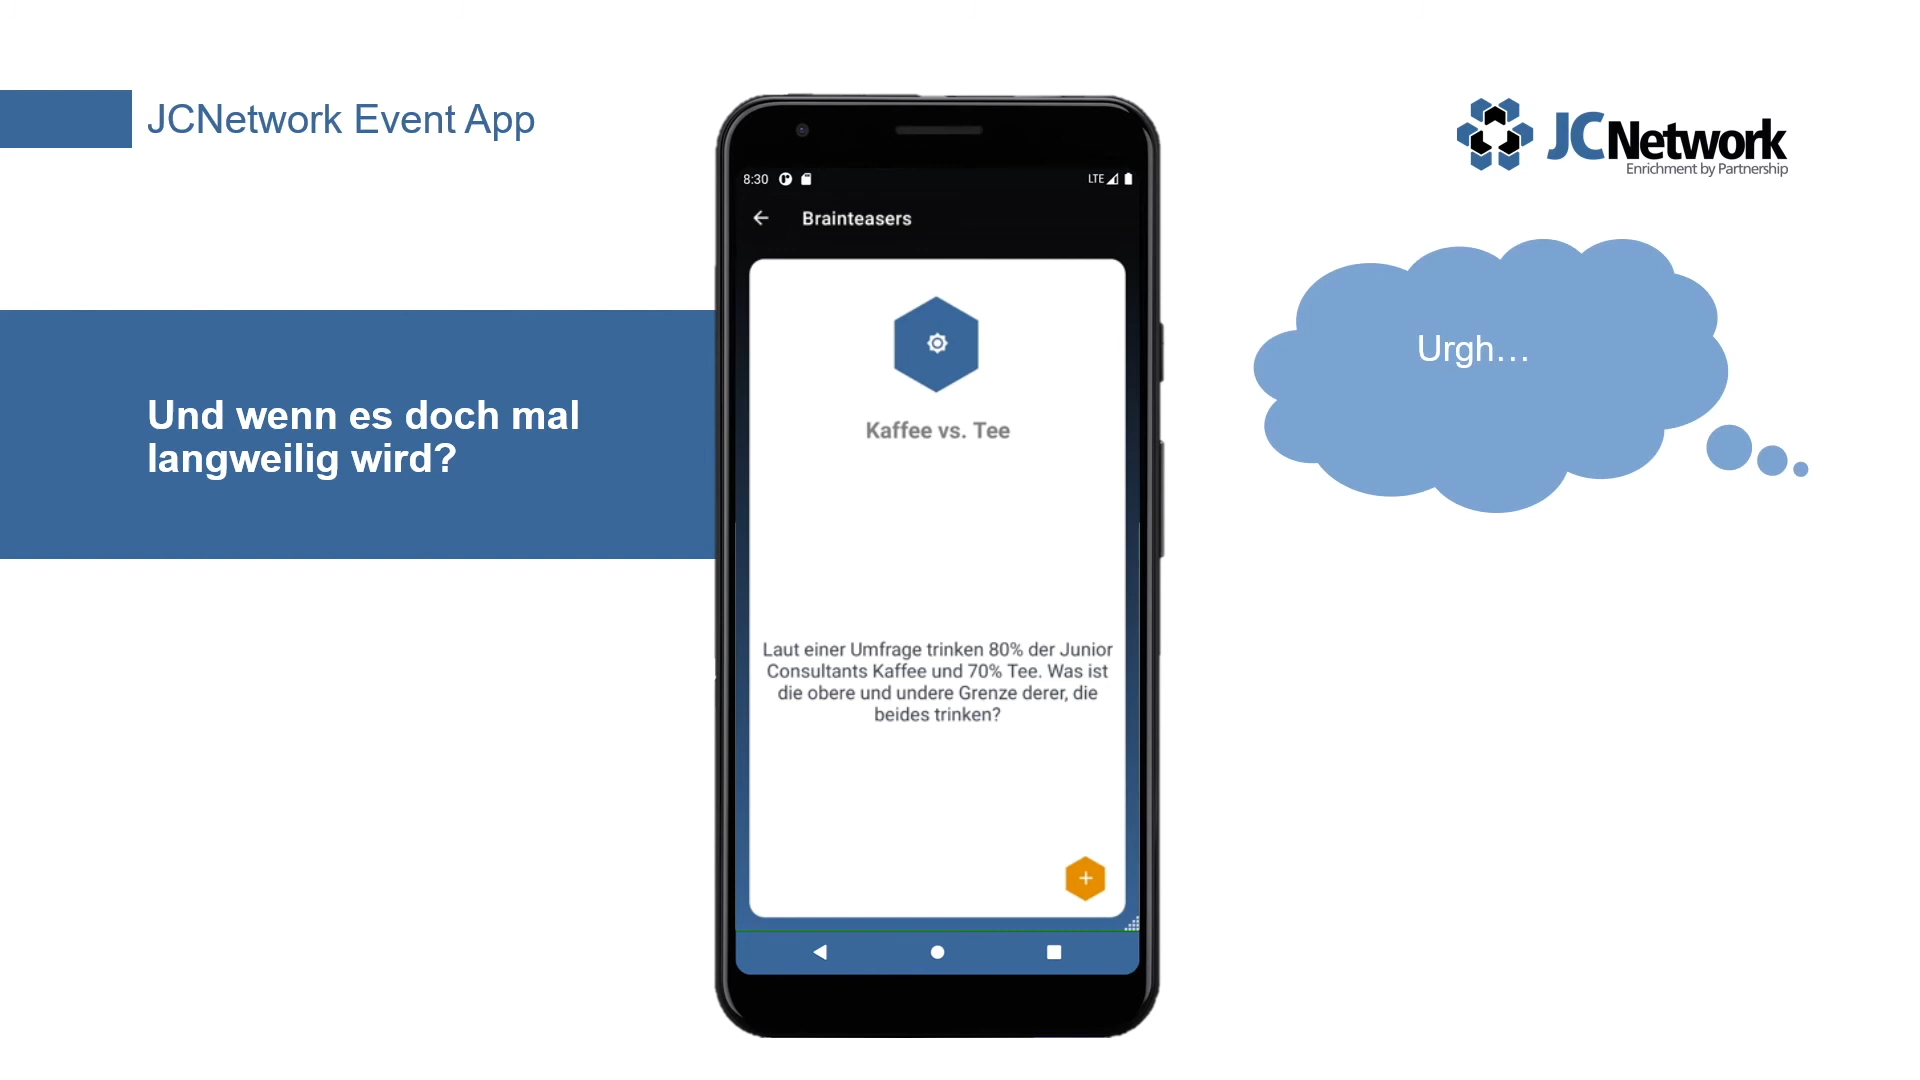 JCNetwork Event App
JCNetwork
Enrichment by Partnership
Und wenn es doch mal
langweilig wird?
8:30
LTE
Brainteasers
Kaffee vs. Tee
Laut einer Umfrage trinken 80% der Junior
Consultants Kaffee und 70% Tee. Was ist
die obere und undere Grenze derer, die
beides trinken?
+
Urgh…